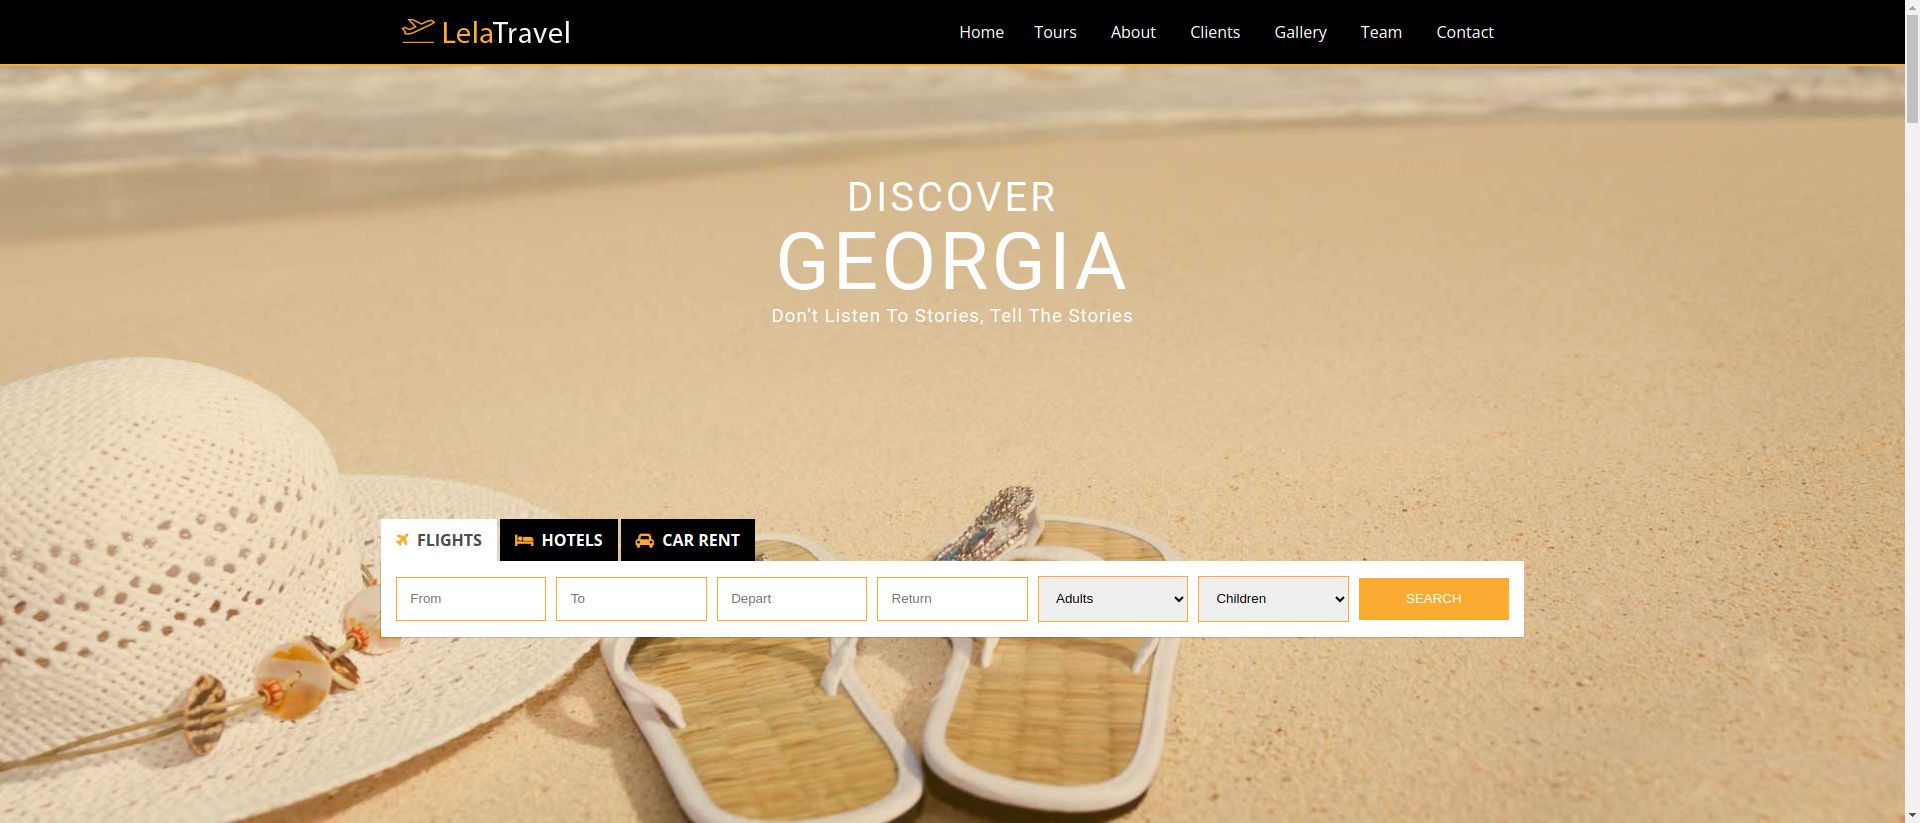 LelaTravel
Home Tours About Clients Gallery Team Contact
DISCOVER
GEORGIA
Don’t Listen To Stories, Tell The Stories
FLIGHTS HOTELS CAR RENT
From To Depart Return Adults Children SEARCH